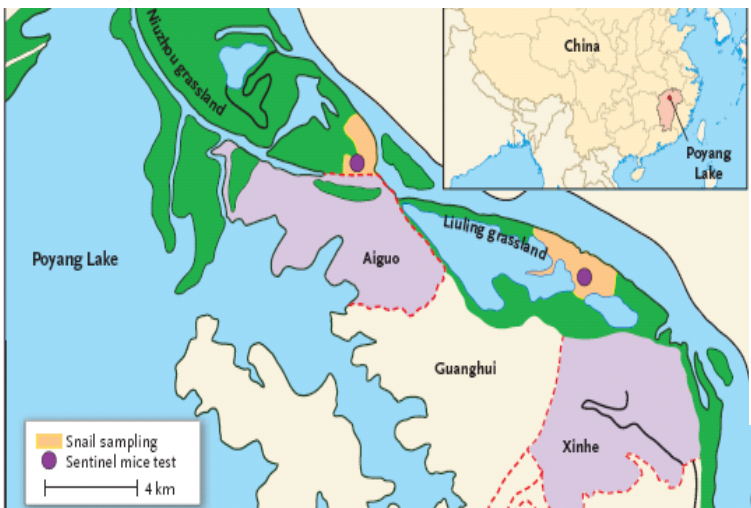 Niuzhou grassland
China
Poyang
Lake
Liuling grassland
Poyang Lake
Aiguo
Guanghui
Xinhe
Snail sampling
Sentinel mice test
4 km